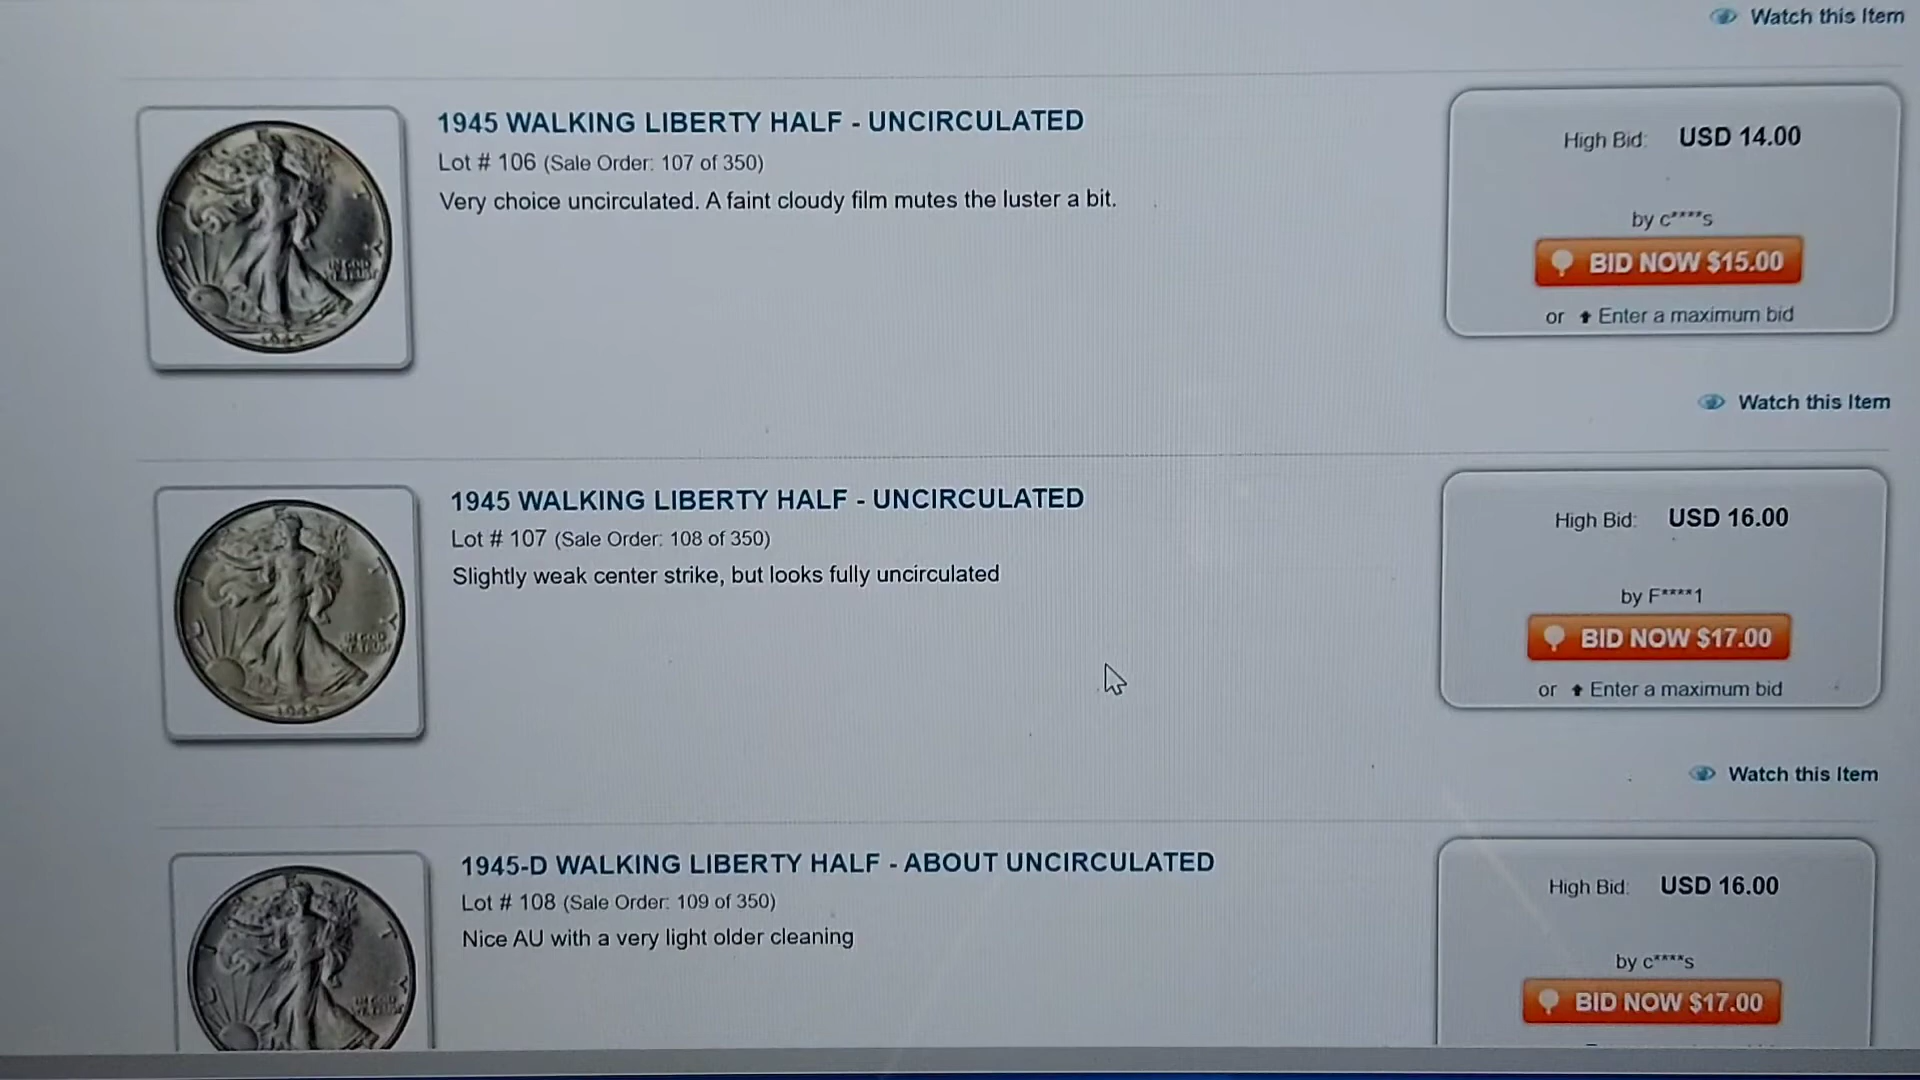 Watch this Item
1945 WALKING LIBERTY HALF - UNCIRCULATED
Lot # 106 (Sale Order: 107 of 350)
Very choice uncirculated. A faint cloudy film mutes the luster a bit.
High Bid: USD 14.00
by c****s
BID NOW $15.00
or Enter a maximum bid
Watch this Item
1945 WALKING LIBERTY HALF - UNCIRCULATED
Lot # 107 (Sale Order: 108 of 350)
Slightly weak center strike, but looks fully uncirculated
High Bid: USD 16.00
by F****1
BID NOW $17.00
or Enter a maximum bid
Watch this Item
1945-D WALKING LIBERTY HALF - ABOUT UNCIRCULATED
Lot # 108 (Sale Order: 109 of 350)
Nice AU with a very light older cleaning
High Bid: USD 16.00
by c****s
BID NOW $17.00